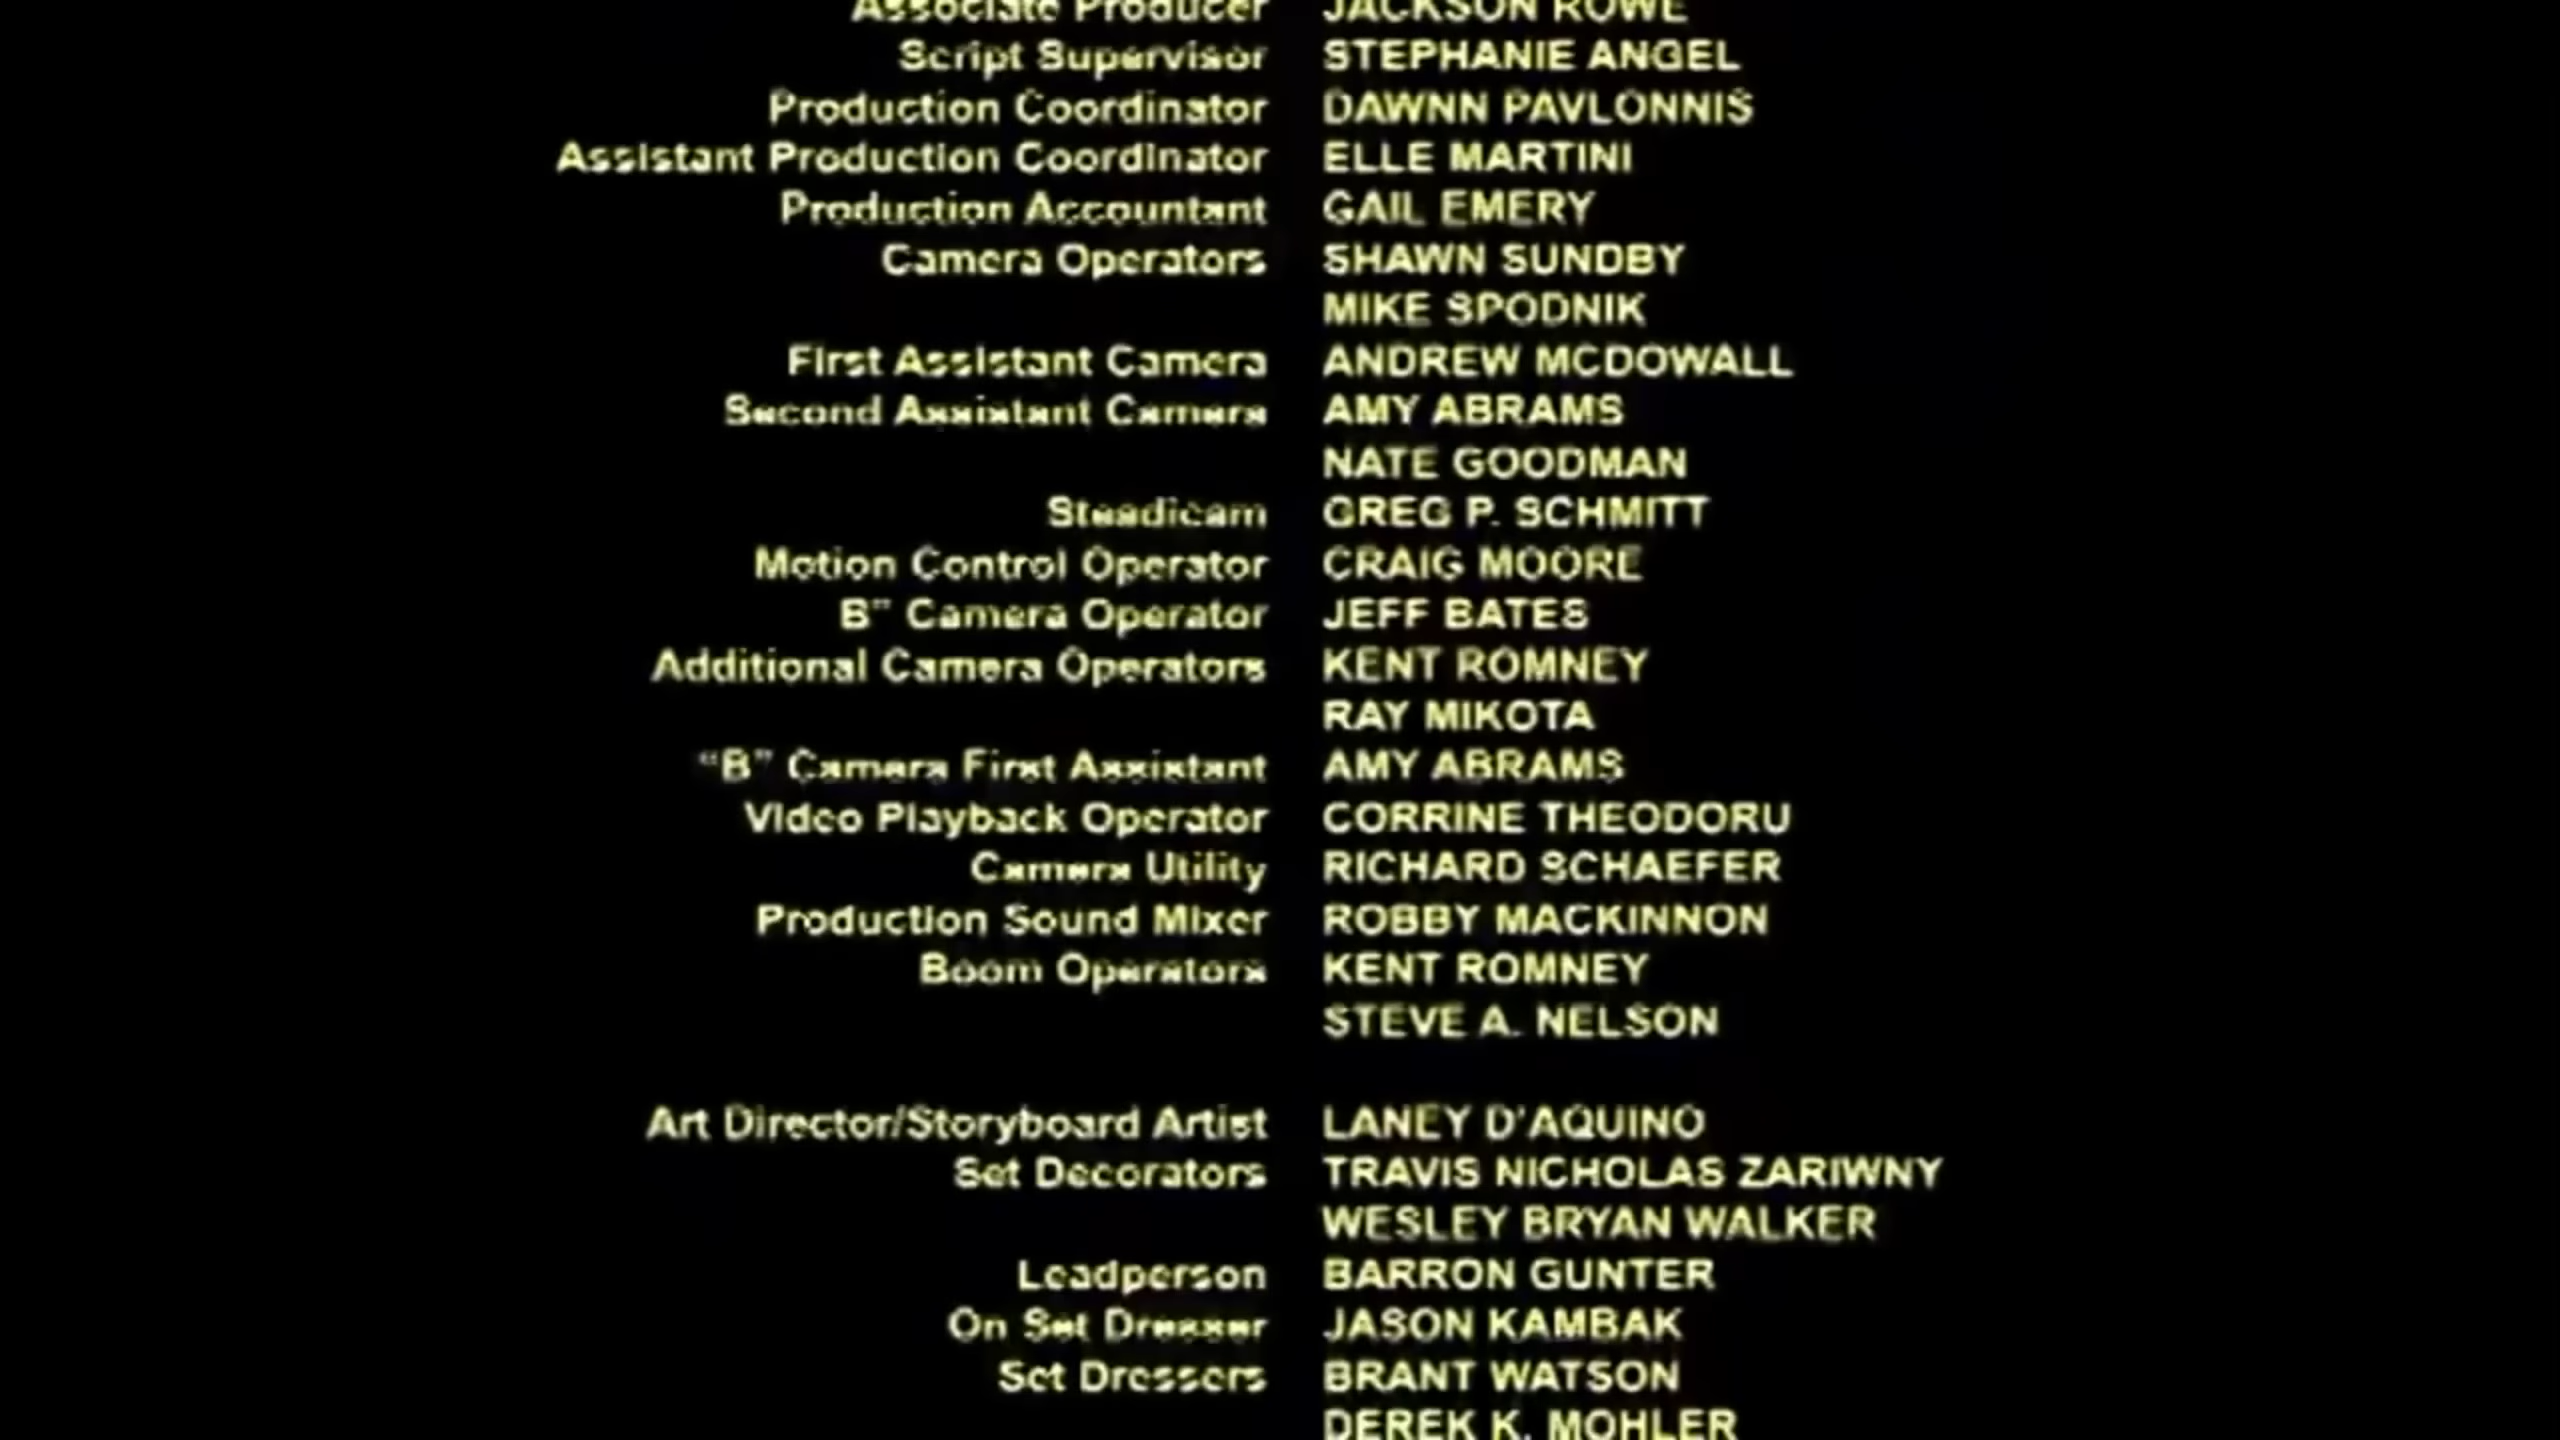 Associate Producer JACKSON ROWE
Script Supervisor STEPHANIE ANGEL
Production Coordinator DAWNN PAVLONNIS
Assistant Production Coordinator ELLE MARTINI
Production Accountant GAIL EMERY
Camera Operators SHAWN SUNDBY
MIKE SPODNIK
First Assistant Camera ANDREW MCDOWALL
Second Assistant Camera AMY ABRAMS
NATE GOODMAN
Steadicam GREG P. SCHMITT
Motion Control Operator CRAIG MOORE
B” Camera Operator JEFF BATES
Additional Camera Operators KENT ROMNEY
RAY MIKOTA
“B” Camera First Assistant AMY ABRAMS
Video Playback Operator CORRINE THEODORU
Camera Utility RICHARD SCHAEFER
Production Sound Mixer ROBBY MACKINNON
Boom Operators KENT ROMNEY
STEVE A. NELSON
Art Director/Storyboard Artist LANEY D'AQUINO
Set Decorators TRAVIS NICHOLAS ZARIWNY
WESLEY BRYAN WALKER
Leadperson BARRON GUNTER
On Set Dresser JASON KAMBAK
Set Dressers BRANT WATSON
DEREK K. MOHLER